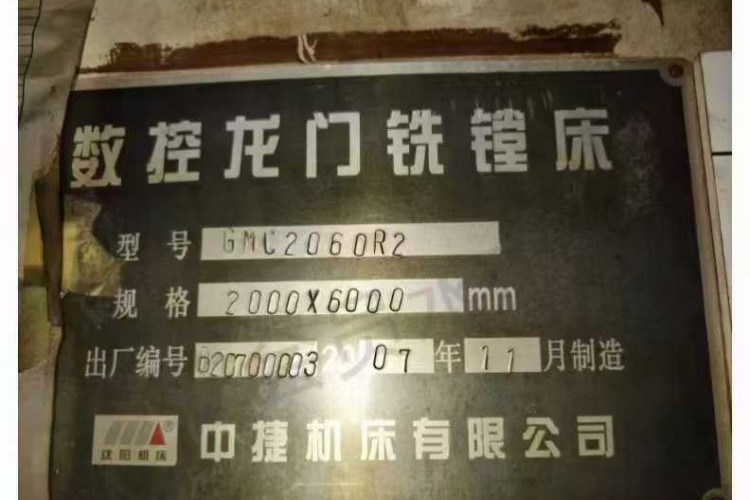 数控龙门铣镗床
型号 GMC2060R2
规格 2000X6000 mm
出厂编号 B20700003 2007年11月制造
沈阳机床® 中捷机床有限公司